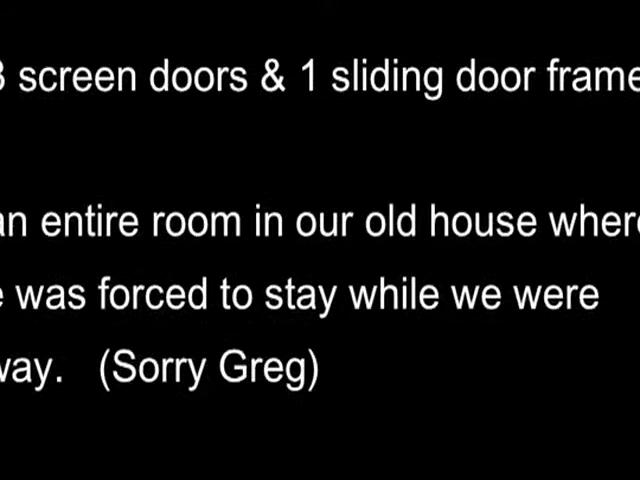 3 screen doors & 1 sliding door frame
an entire room in our old house where
was forced to stay while we were
way. (Sorry Greg)